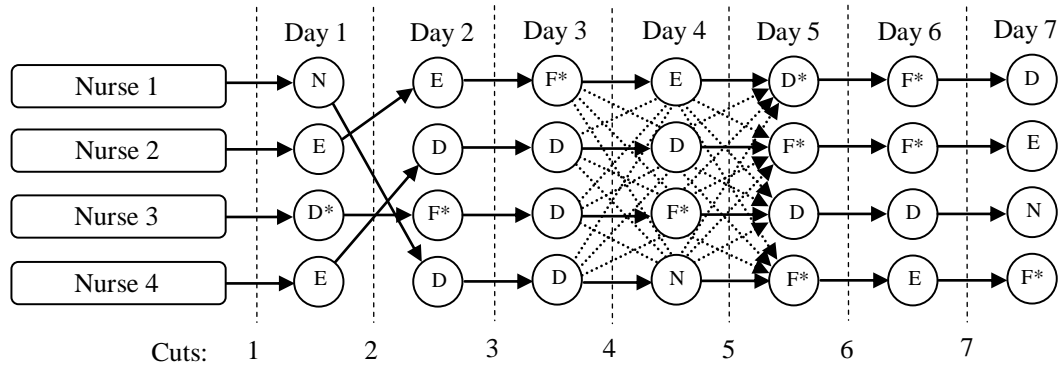 Day 1 Day 2 Day 3 Day 4 Day 5 Day 6 Day 7
Nurse 1 N E F* E D* F* D
Nurse 2 E D D D F* F* E
Nurse 3 D* F* D F* D D N
Nurse 4 E D D N F* E F*
Cuts: 1 2 3 4 5 6 7